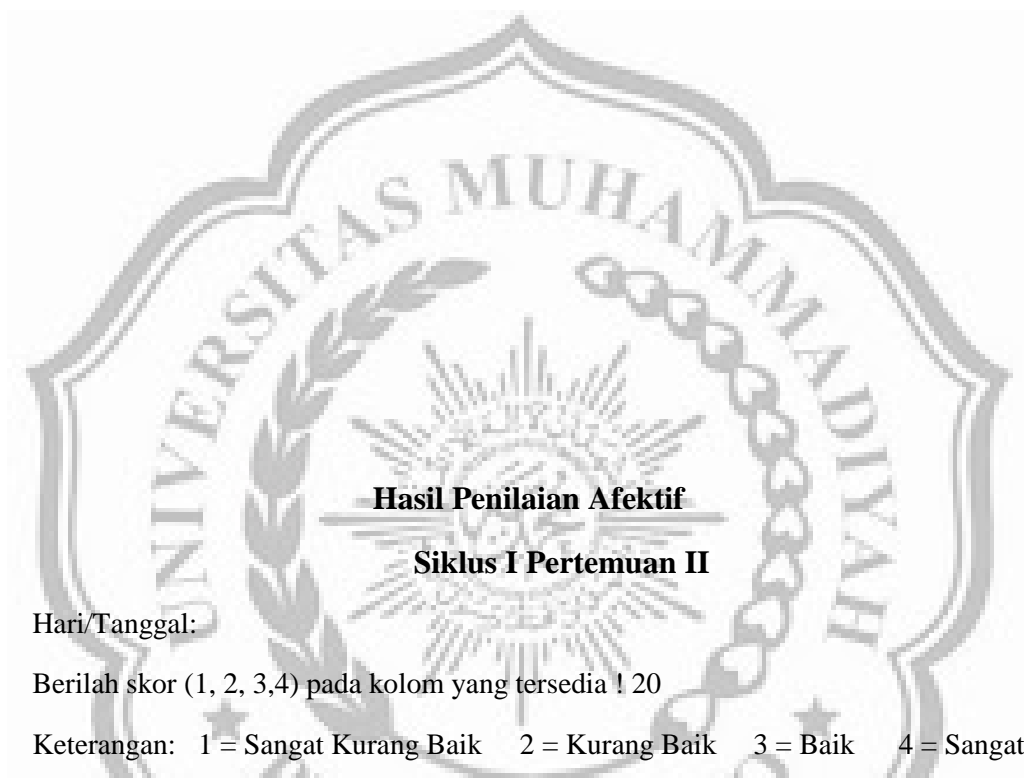 UNIVERSITAS MUHAMMADIYAH
Hasil Penilaian Afektif
Siklus I Pertemuan II
Hari/Tanggal:
Berilah skor (1, 2, 3,4) pada kolom yang tersedia ! 20
Keterangan: 1 = Sangat Kurang Baik 2 = Kurang Baik 3 = Baik 4 = Sangat